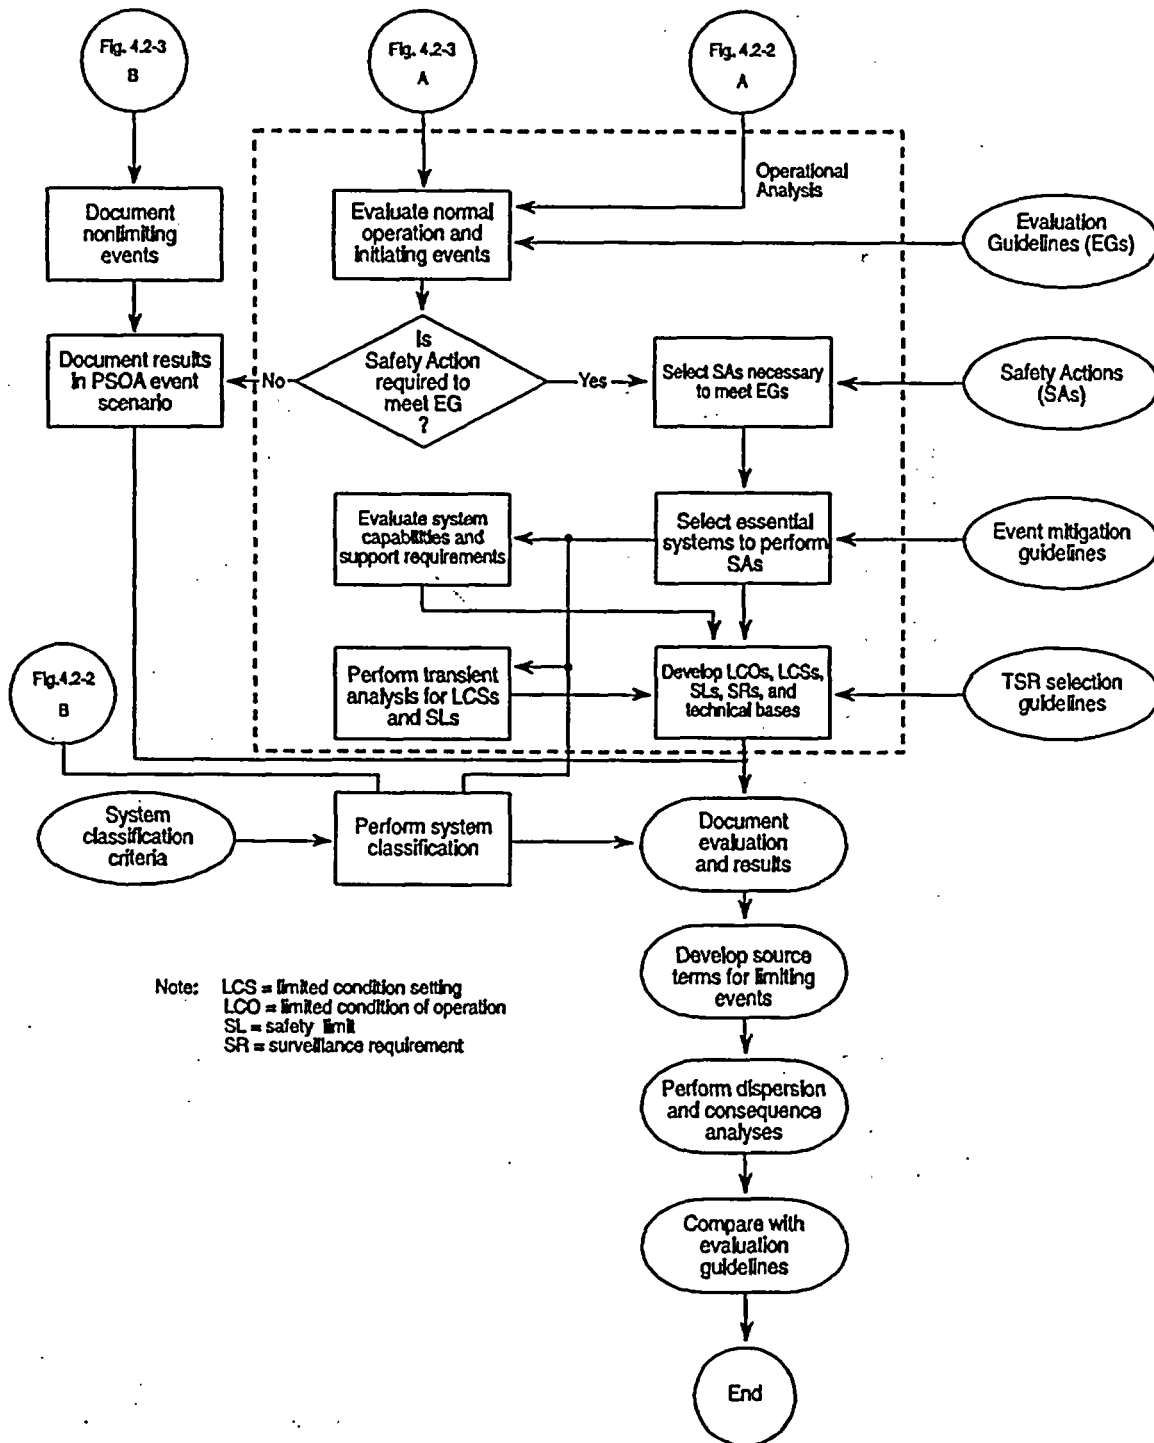 Fig. 4.2-3
B
Fig. 4.2-3
A
Fig. 4.2-2
A
Operational
Analysis
Document
nonlimiting
events
Evaluate normal
operation and
initiating events
Evaluation
Guidelines (EGs)
Document results
in PSOA event
scenario
No
Is
Safety Action
required to
meet EG
?
Yes
Select SAs necessary
to meet EGs
Safety Actions
(SAs)
Evaluate system
capabilities and
support requirements
Select essential
systems to perform
SAs
Event mitigation
guidelines
Fig.4.2-2
B
Perform transient
analysis for LCSs
and SLs
Develop LCOs, LCSs,
SLs, SRs, and
technical bases
TSR selection
guidelines
System
classification
criteria
Perform system
classification
Document
evaluation
and results
Develop source
terms for limiting
events
Note: LCS = limited condition setting
LCO = limited condition of operation
SL = safety limit
SR = surveillance requirement
Perform dispersion
and consequence
analyses
Compare with
evaluation
guidelines
End